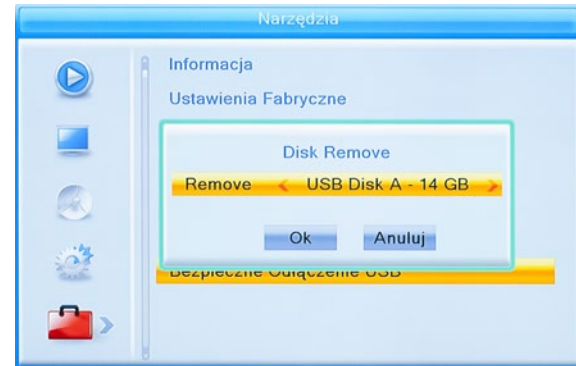 Narzędzia
Informacja
Ustawienia Fabryczne
Disk Remove
Remove < USB Disk A - 14 GB >
Ok Anuluj
Bezpieczne Odłączenie USB